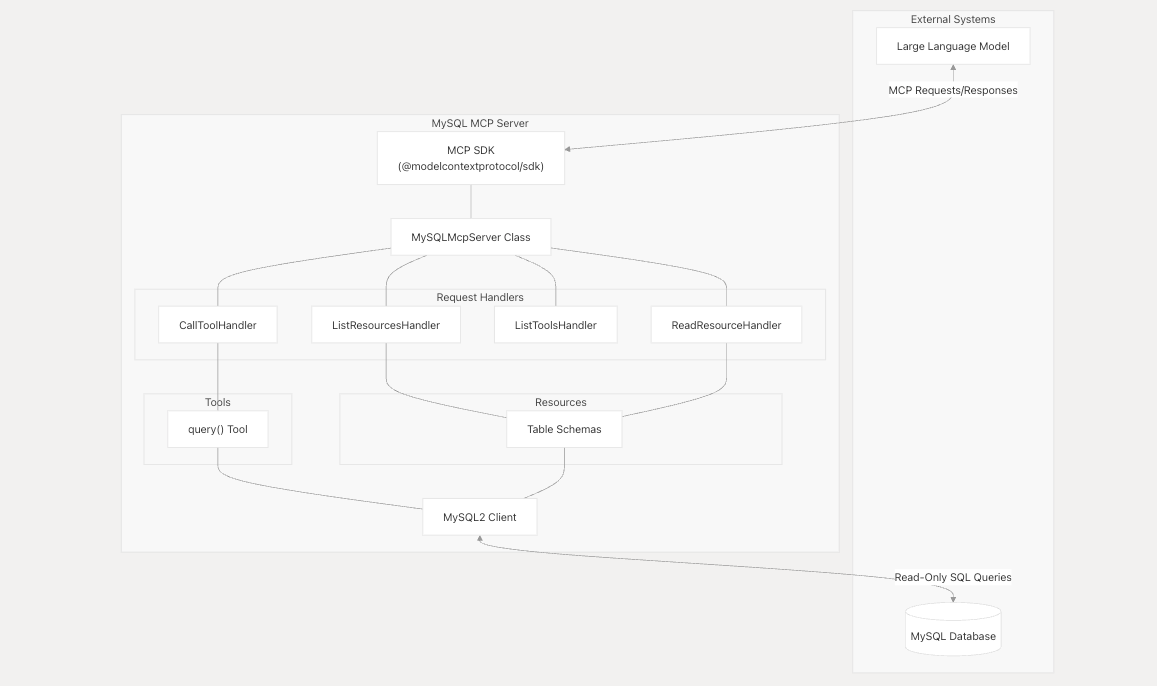 External Systems
Large Language Model
MCP Requests/Responses
MySQL MCP Server
MCP SDK
(@modelcontextprotocol/sdk)
MySQLMcpServer Class
Request Handlers
CallToolHandler
ListResourcesHandler
ListToolsHandler
ReadResourceHandler
Tools
query() Tool
Resources
Table Schemas
MySQL2 Client
Read-Only SQL Queries
MySQL Database